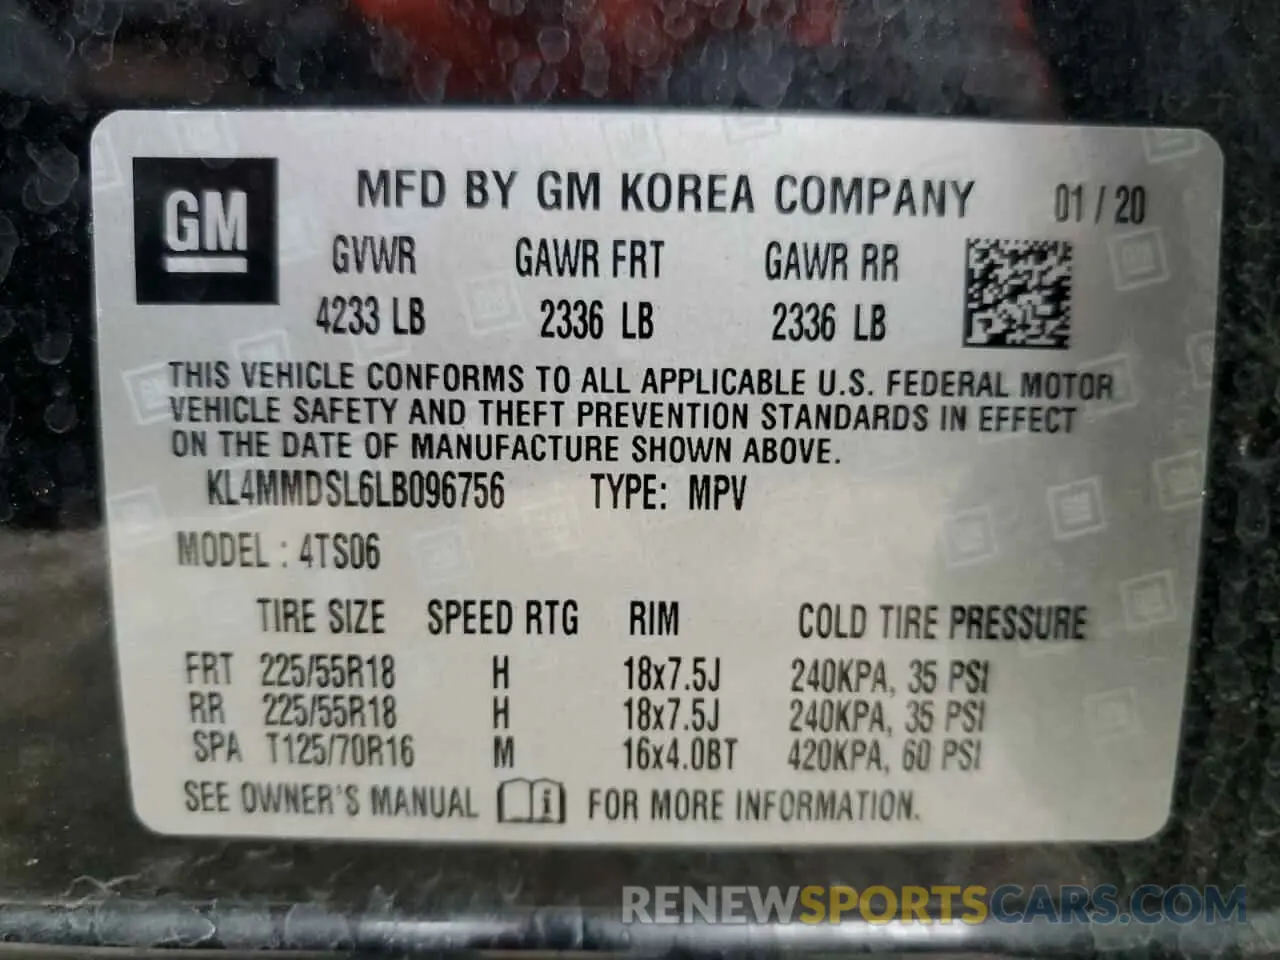 GM
MFD BY GM KOREA COMPANY 01/20
GVWR GAWR FRT GAWR RR
4233 LB 2336 LB 2336 LB
THIS VEHICLE CONFORMS TO ALL APPLICABLE U.S. FEDERAL MOTOR
VEHICLE SAFETY AND THEFT PREVENTION STANDARDS IN EFFECT
ON THE DATE OF MANUFACTURE SHOWN ABOVE.
KL4MMDSL6LB096756 TYPE: MPV
MODEL : 4TS06
TIRE SIZE SPEED RTG RIM COLD TIRE PRESSURE
FRT 225/55R18 H 18x7.5J 240KPA, 35 PSI
RR 225/55R18 H 18x7.5J 240KPA, 35 PSI
SPA T125/70R16 M 16x4.0BT 420KPA, 60 PSI
SEE OWNER'S MANUAL i FOR MORE INFORMATION.
RENEWSPORTSCARS.COM